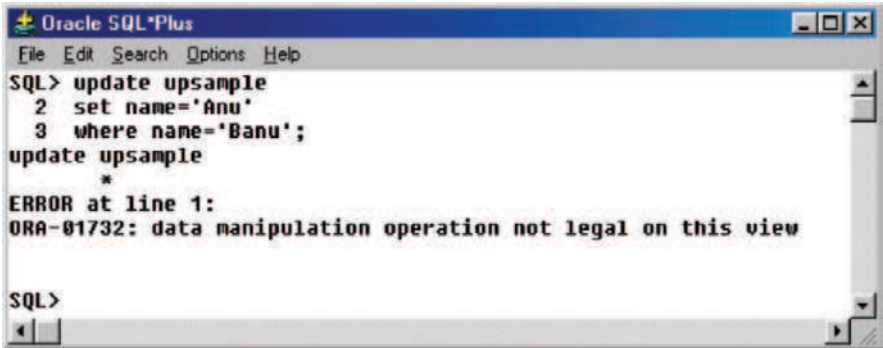 Oracle SQL*Plus
File Edit Search Options Help
SQL> update upsample
2 set name='Anu'
3 where name='Banu';
update upsample
*
ERROR at line 1:
ORA-01732: data manipulation operation not legal on this view
SQL>